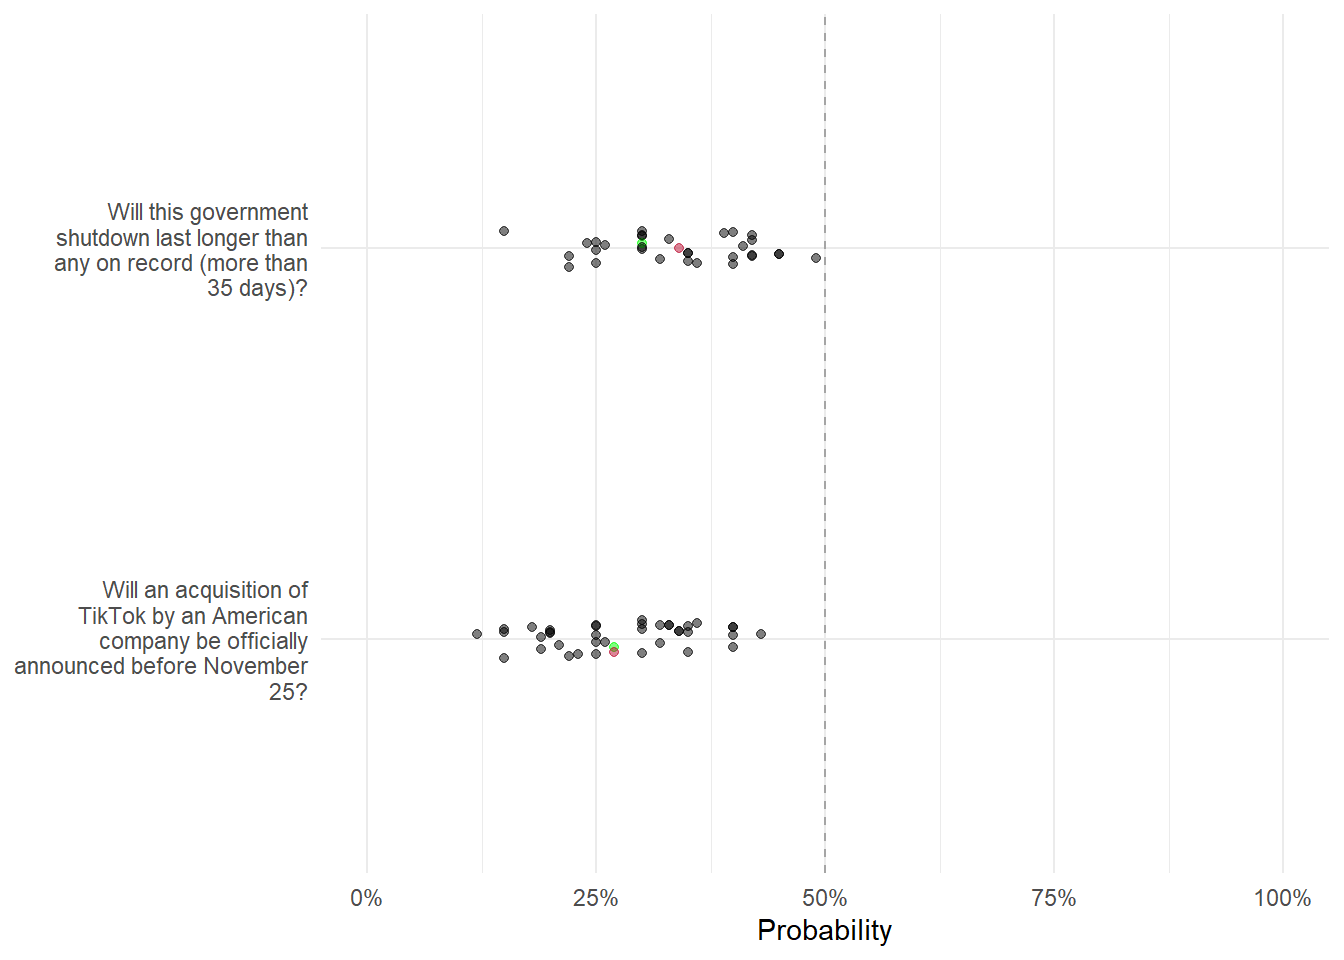 Will this government
shutdown last longer than
any on record (more than
35 days)?
Will an acquisition of
TikTok by an American
company be officially
announced before November
25?
0%
25%
50%
75%
100%
Probability